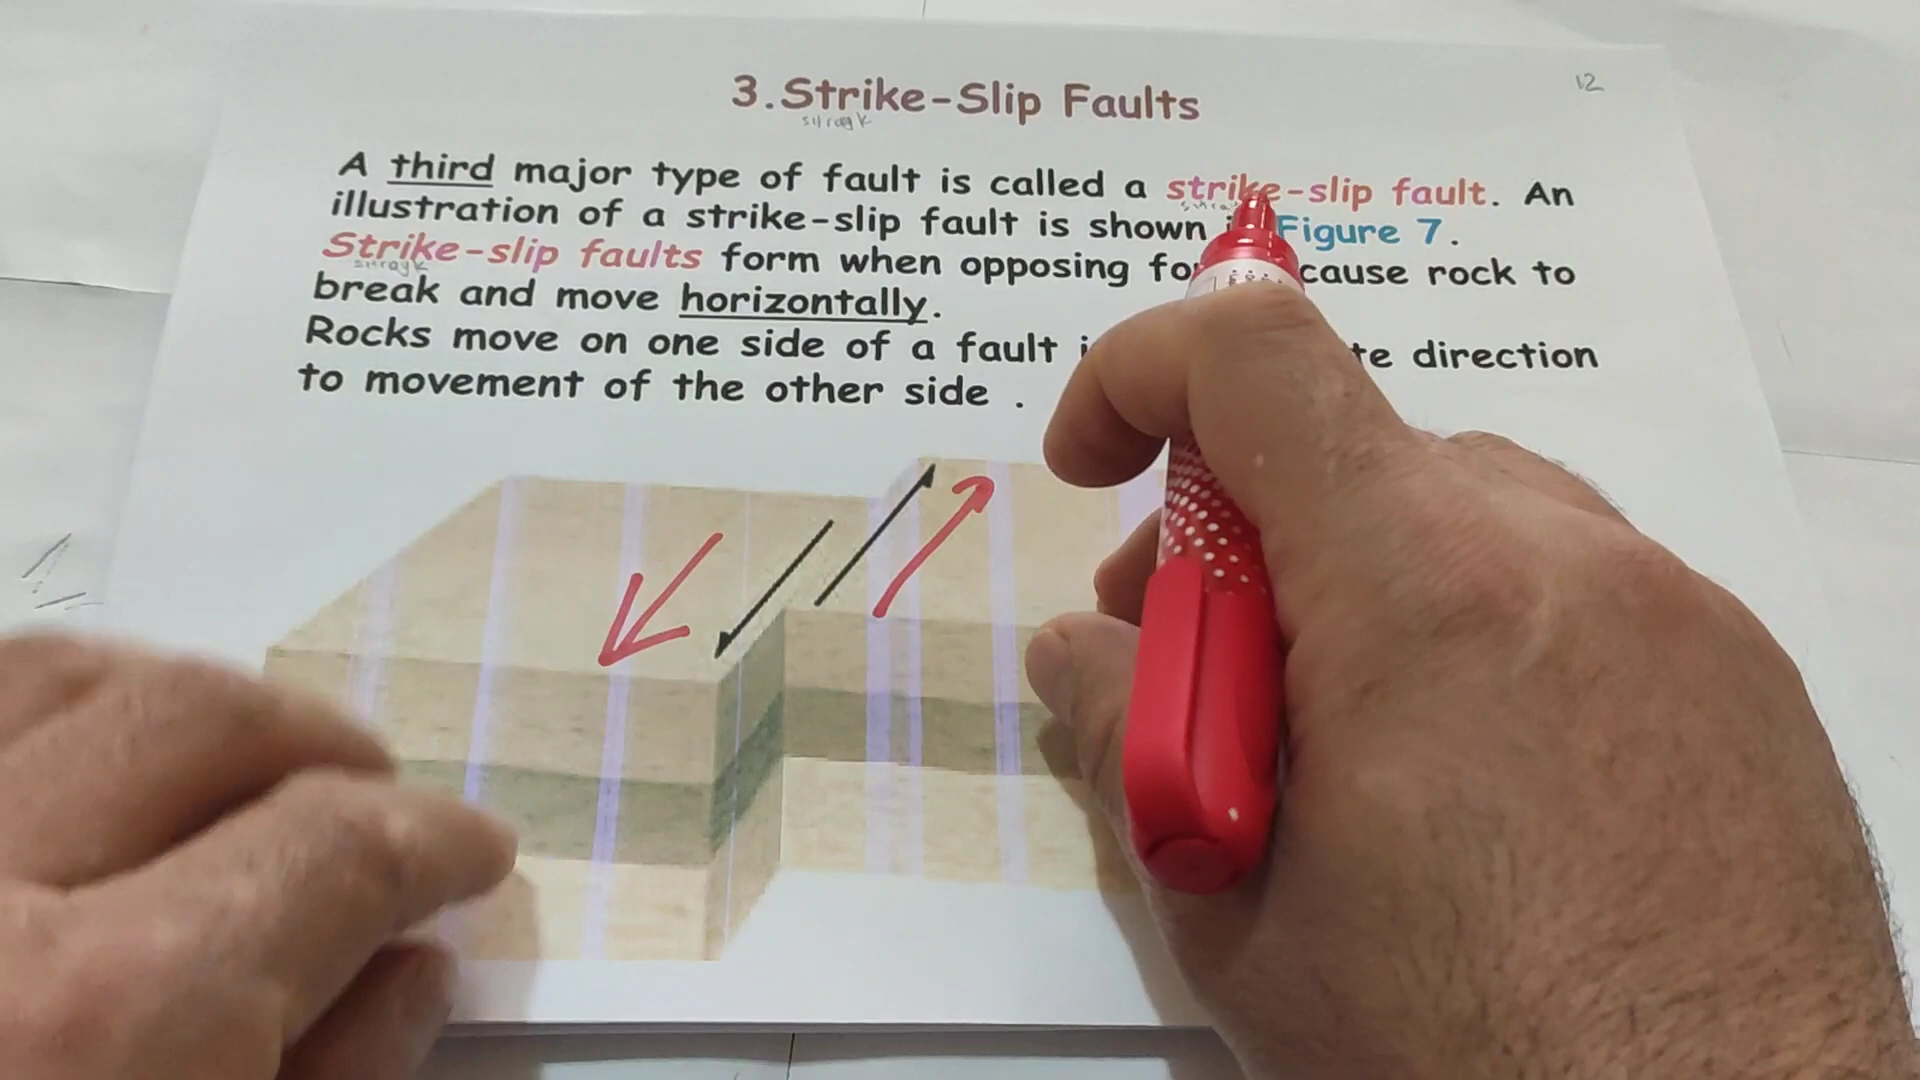 3.Strike-Slip Faults
12
A third major type of fault is called a strike-slip fault. An
illustration of a strike-slip fault is shown Figure 7.
Strike-slip faults form when opposing cause rock to
break and move horizontally.
Rocks move on one side of a fault direction
to movement of the other side .